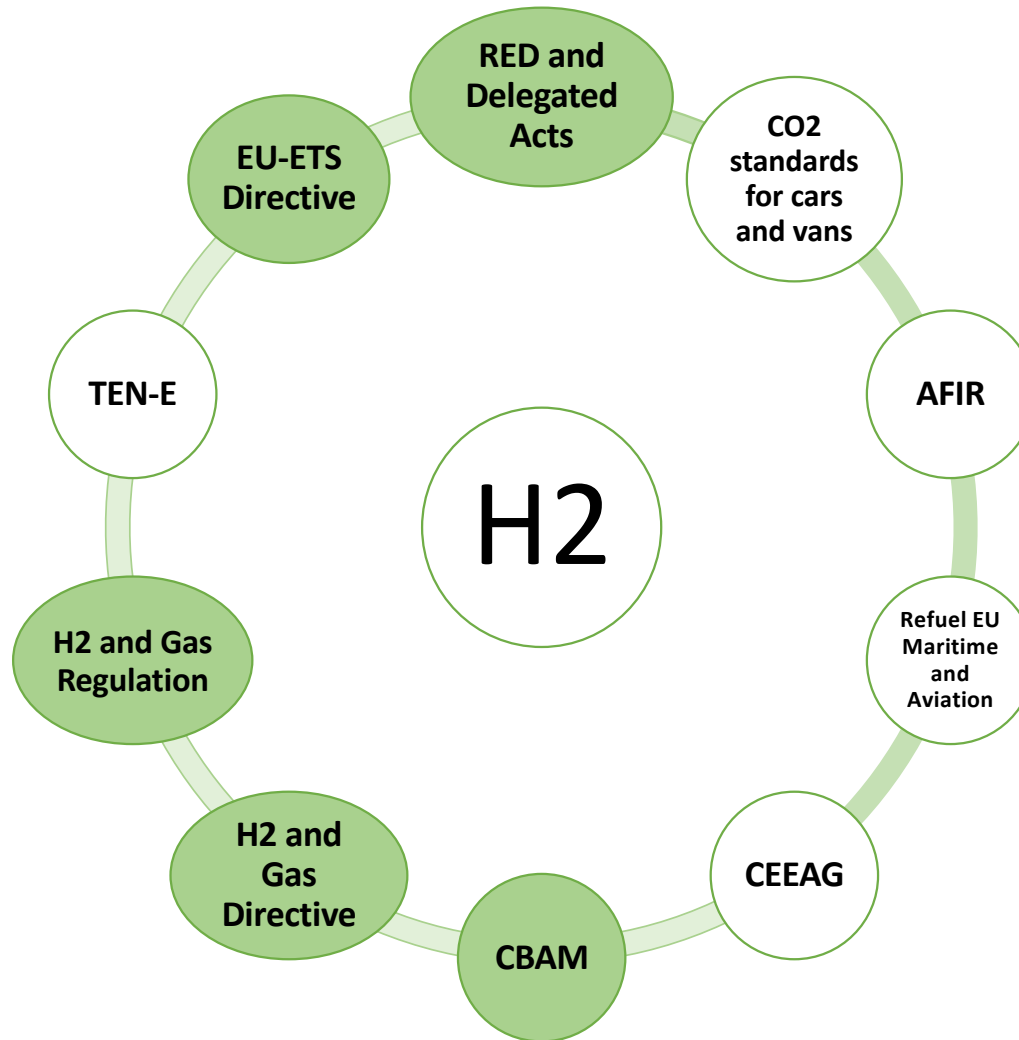 RED and
Delegated
Acts
CO2
standards
for cars
and vans
AFIR
Refuel EU
Maritime
and
Aviation
CEEAG
CBAM
H2 and
Gas
Directive
H2 and Gas
Regulation
TEN-E
EU-ETS
Directive
H2